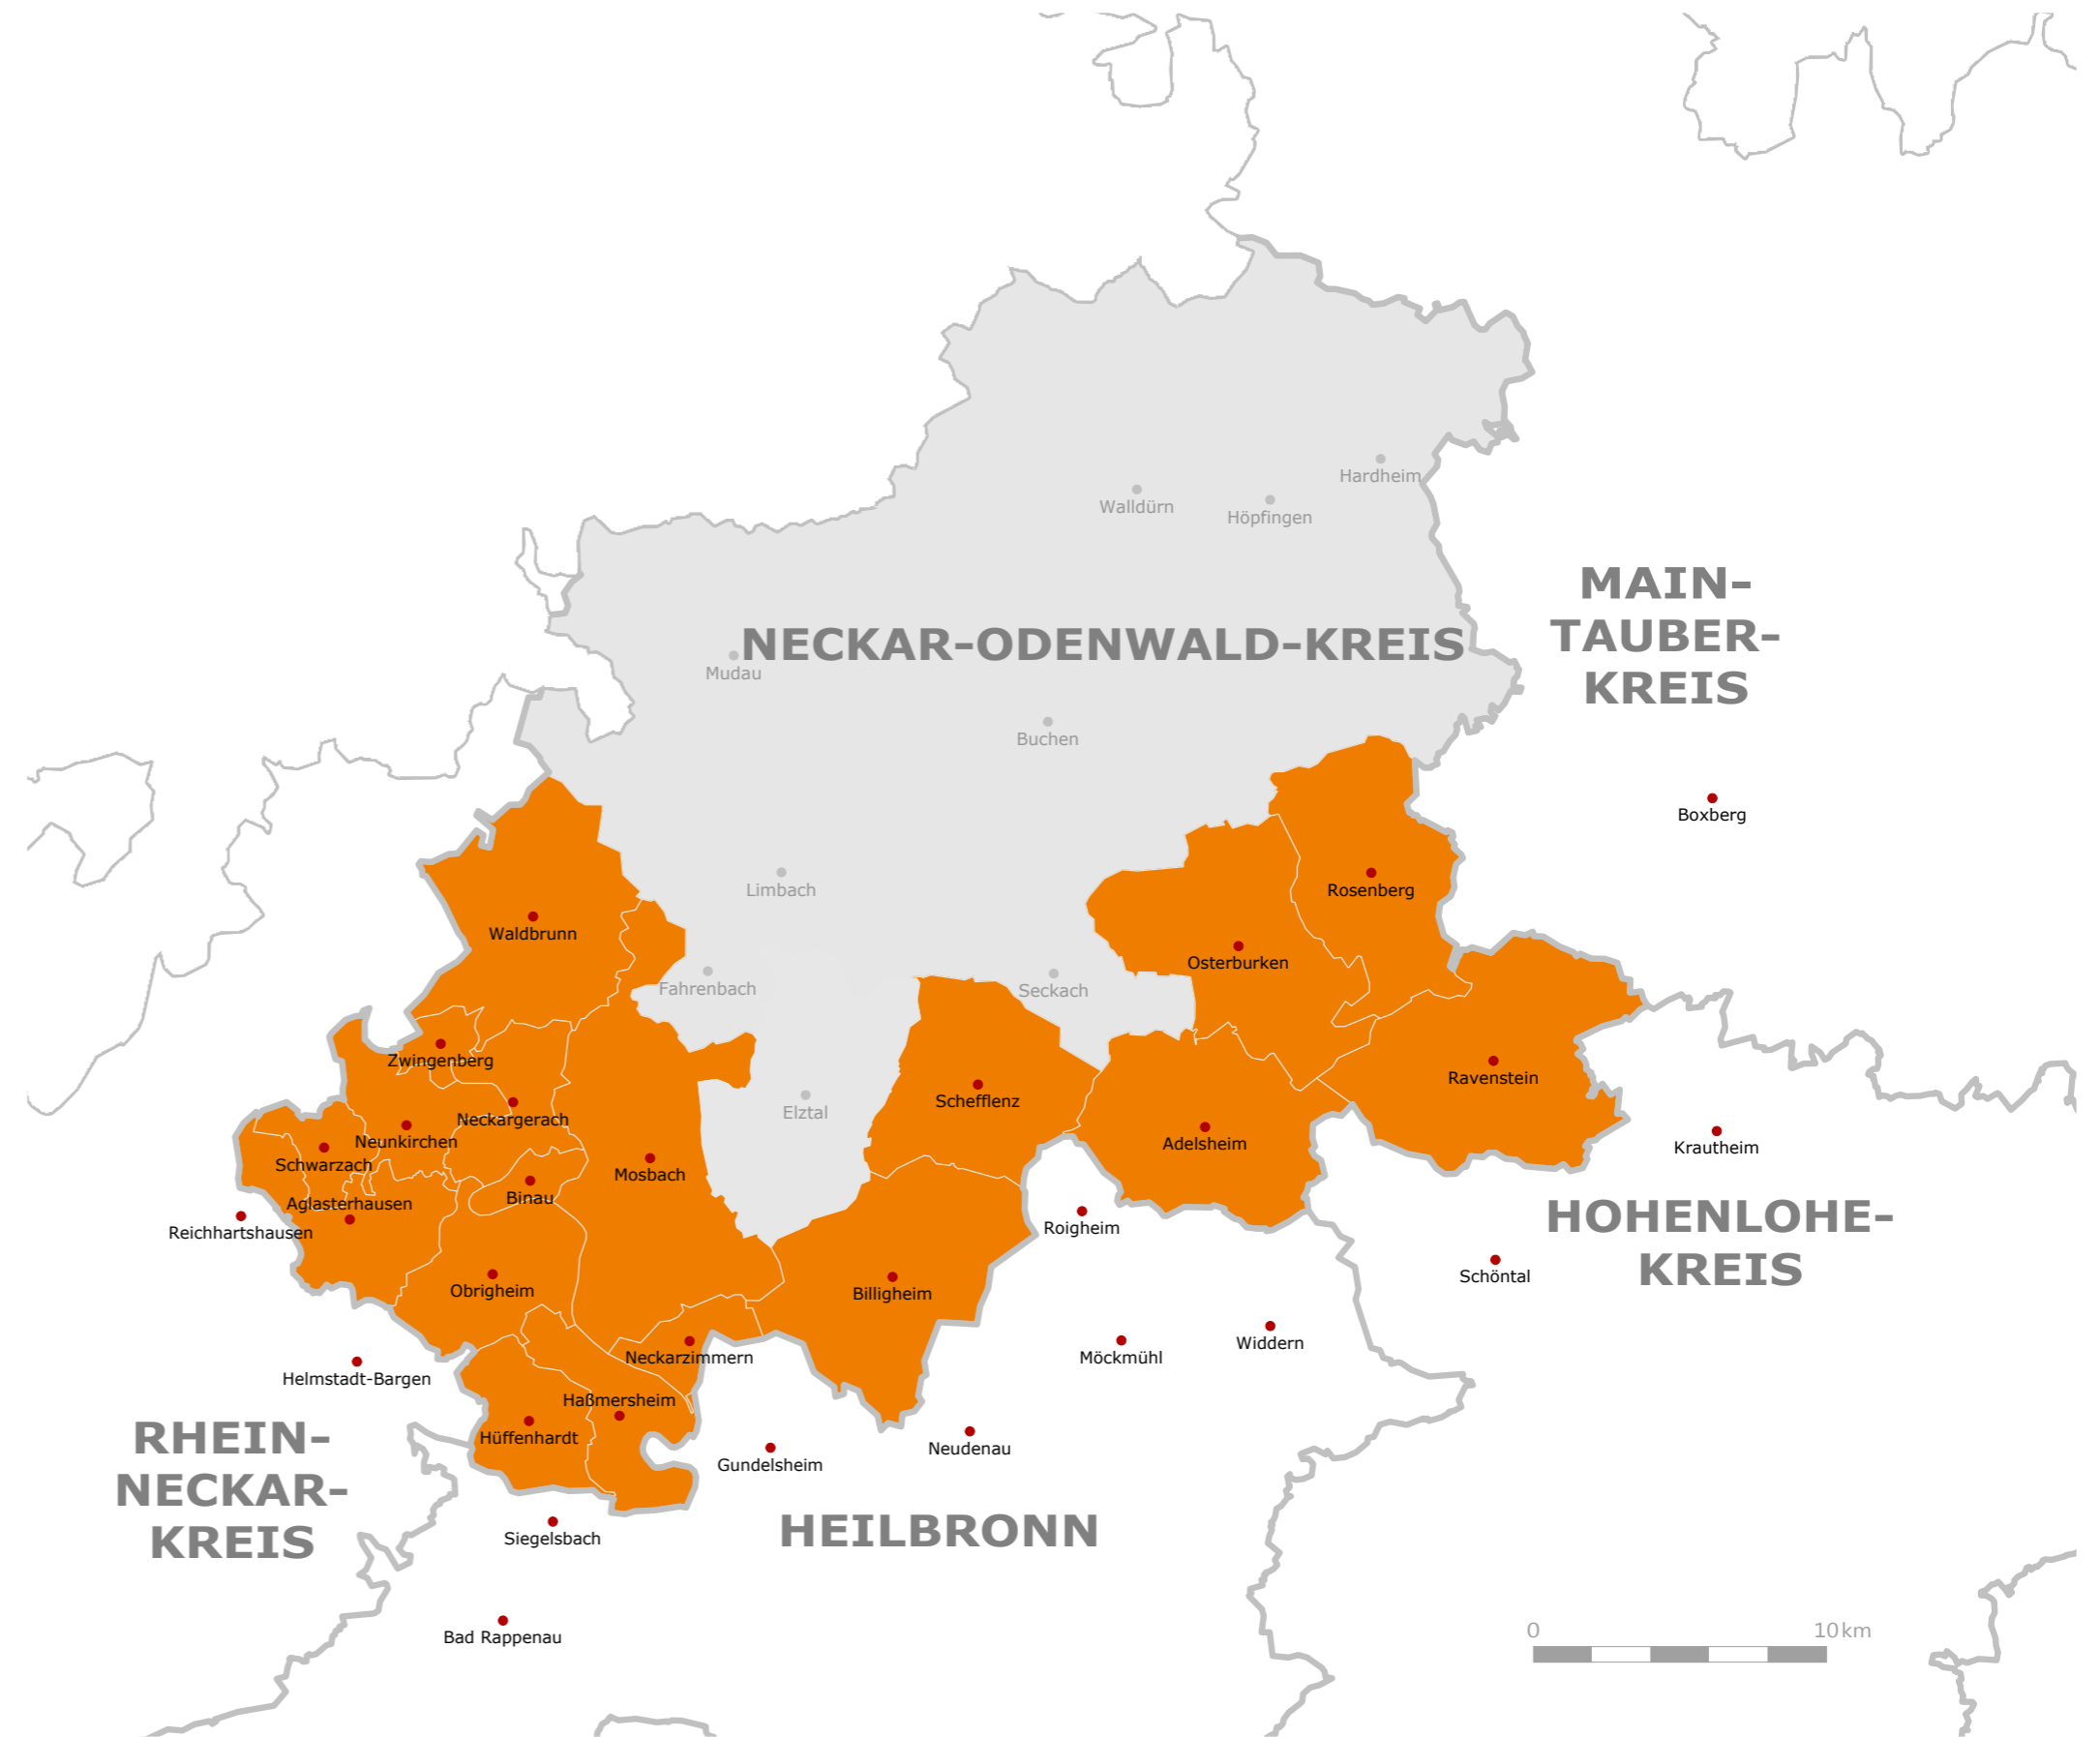 Hardheim
Walldürn
Höpfingen
MAIN-
TAUBER-
KREIS
NECKAR-ODENWALD-KREIS
Mudau
Buchen
Boxberg
Limbach
Rosenberg
Waldbrunn
Osterburken
Fahrenbach
Seckach
Zwingenberg
Ravenstein
Schefflenz
Elztal
Neckargerach
Neunkirchen
Adelsheim
Krautheim
Schwarzach
Mosbach
Binau
Aglasterhausen
Reichhartshausen
Roigheim
HOHENLOHE-
KREIS
Schöntal
Obrigheim
Billigheim
Neckarzimmern
Möckmühl
Widdern
Helmstadt-Bargen
Haßmersheim
Hüffenhardt
Neudenau
Gundelsheim
RHEIN-
NECKAR-
KREIS
Siegelsbach
HEILBRONN
Bad Rappenau
0 10 km